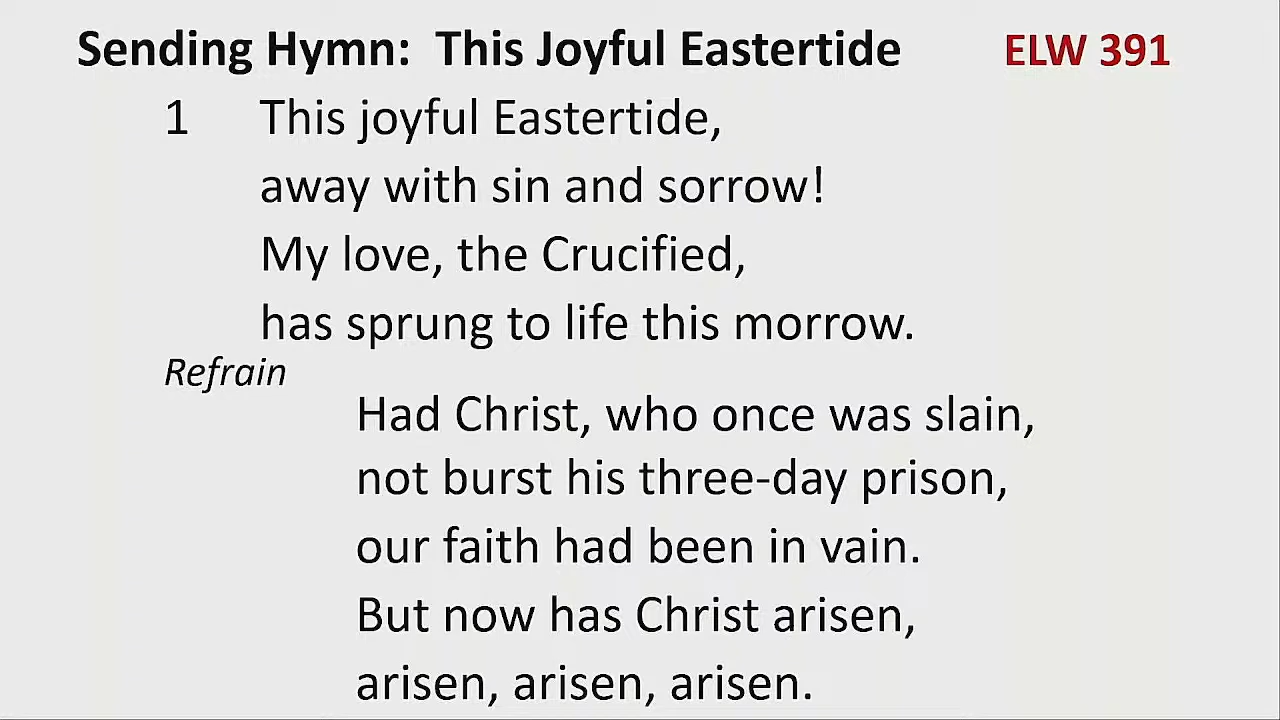 Sending Hymn: This Joyful Eastertide ELW 391
1 This joyful Eastertide,
away with sin and sorrow!
My love, the Crucified,
has sprung to life this morrow.
Refrain
Had Christ, who once was slain,
not burst his three-day prison,
our faith had been in vain.
But now has Christ arisen,
arisen, arisen, arisen.